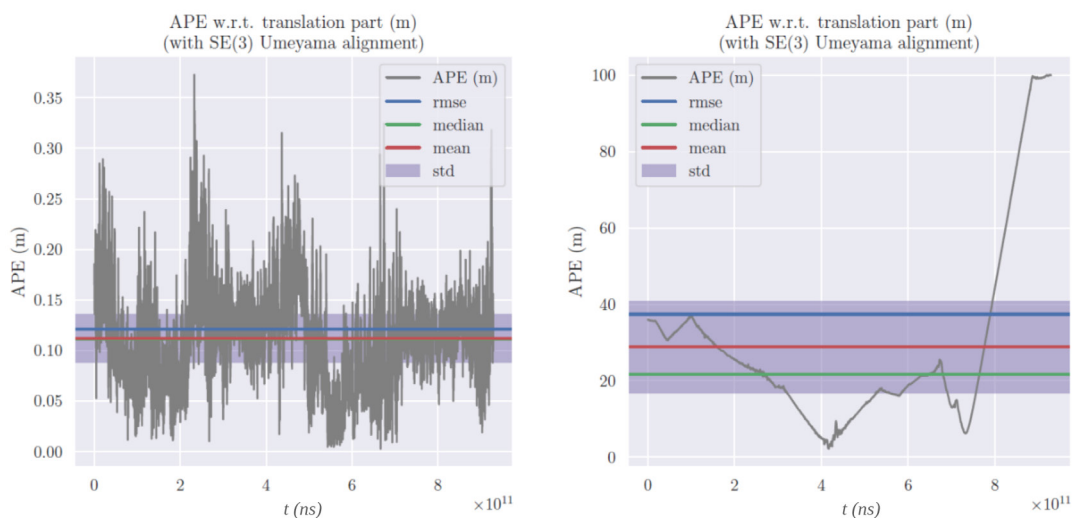 APE w.r.t. translation part (m)
(with SE(3) Umeyama alignment)
0.35
0.30
0.25
0.20
0.15
0.10
0.05
0.00
APE (m)
APE (m)
rmse
median
mean
std
0
2
4
6
8
×10¹¹
t (ns)
APE w.r.t. translation part (m)
(with SE(3) Umeyama alignment)
100
80
60
40
20
0
APE (m)
APE (m)
rmse
median
mean
std
0
2
4
6
8
×10¹¹
t (ns)